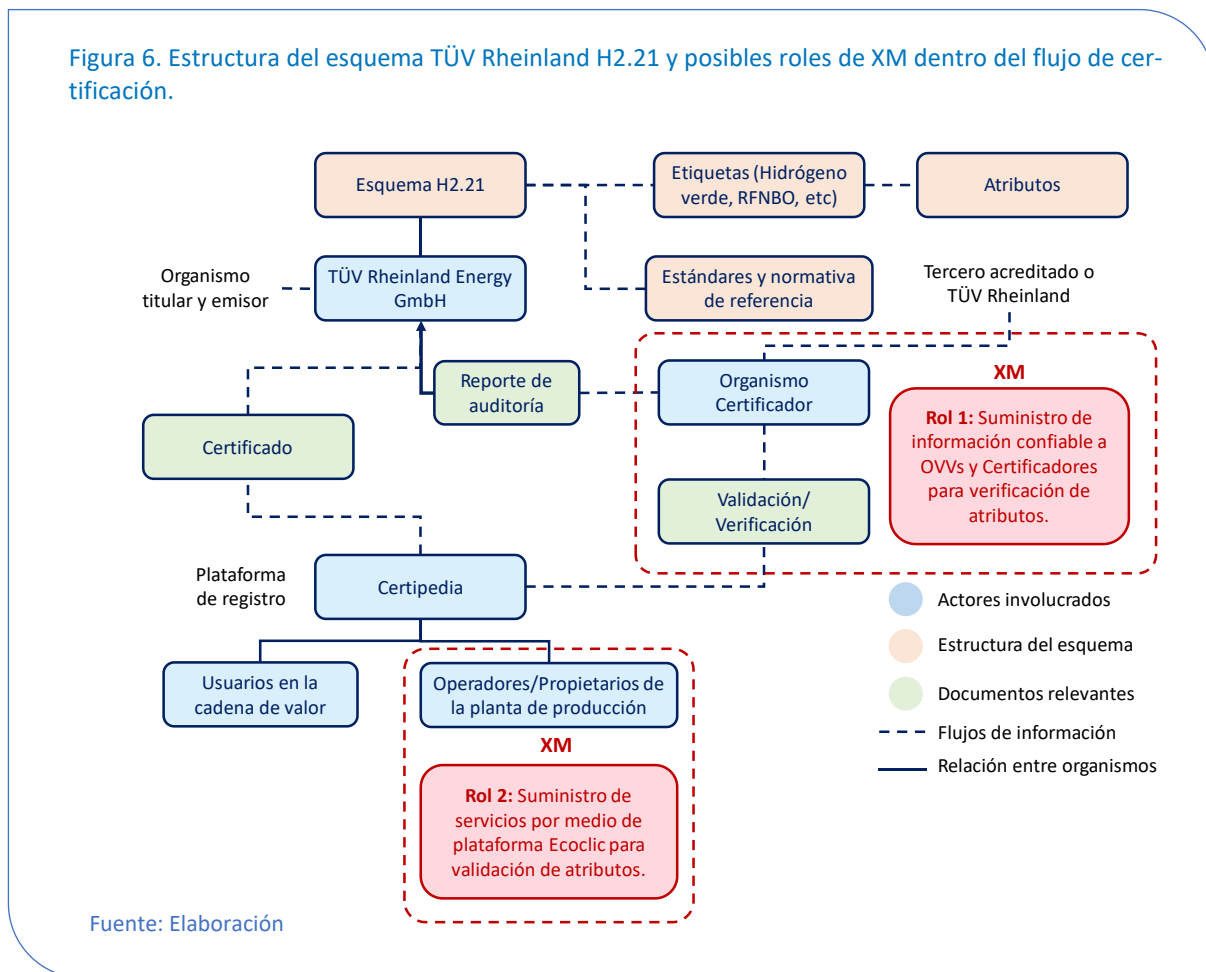 Figura 6. Estructura del esquema TÜV Rheinland H2.21 y posibles roles de XM dentro del flujo de cer-
tificación.
Esquema H2.21
Etiquetas (Hidrógeno
verde, RFNBO, etc)
Atributos
Organismo
titular y emisor
TÜV Rheinland Energy
GmbH
Estándares y normativa
de referencia
Tercero acreditado o
TÜV Rheinland
Reporte de
auditoría
Organismo
Certificador
XM
Rol 1: Suministro de
información confiable a
OVVs y Certificadores
para verificación de
atributos.
Certificado
Validación/
Verificación
Plataforma
de registro
Certipedia
Actores involucrados
Estructura del esquema
Documentos relevantes
Flujos de información
Relación entre organismos
Usuarios en la
cadena de valor
Operadores/Propietarios de
la planta de producción
XM
Rol 2: Suministro de
servicios por medio de
plataforma Ecoclic para
validación de atributos.
Fuente: Elaboración